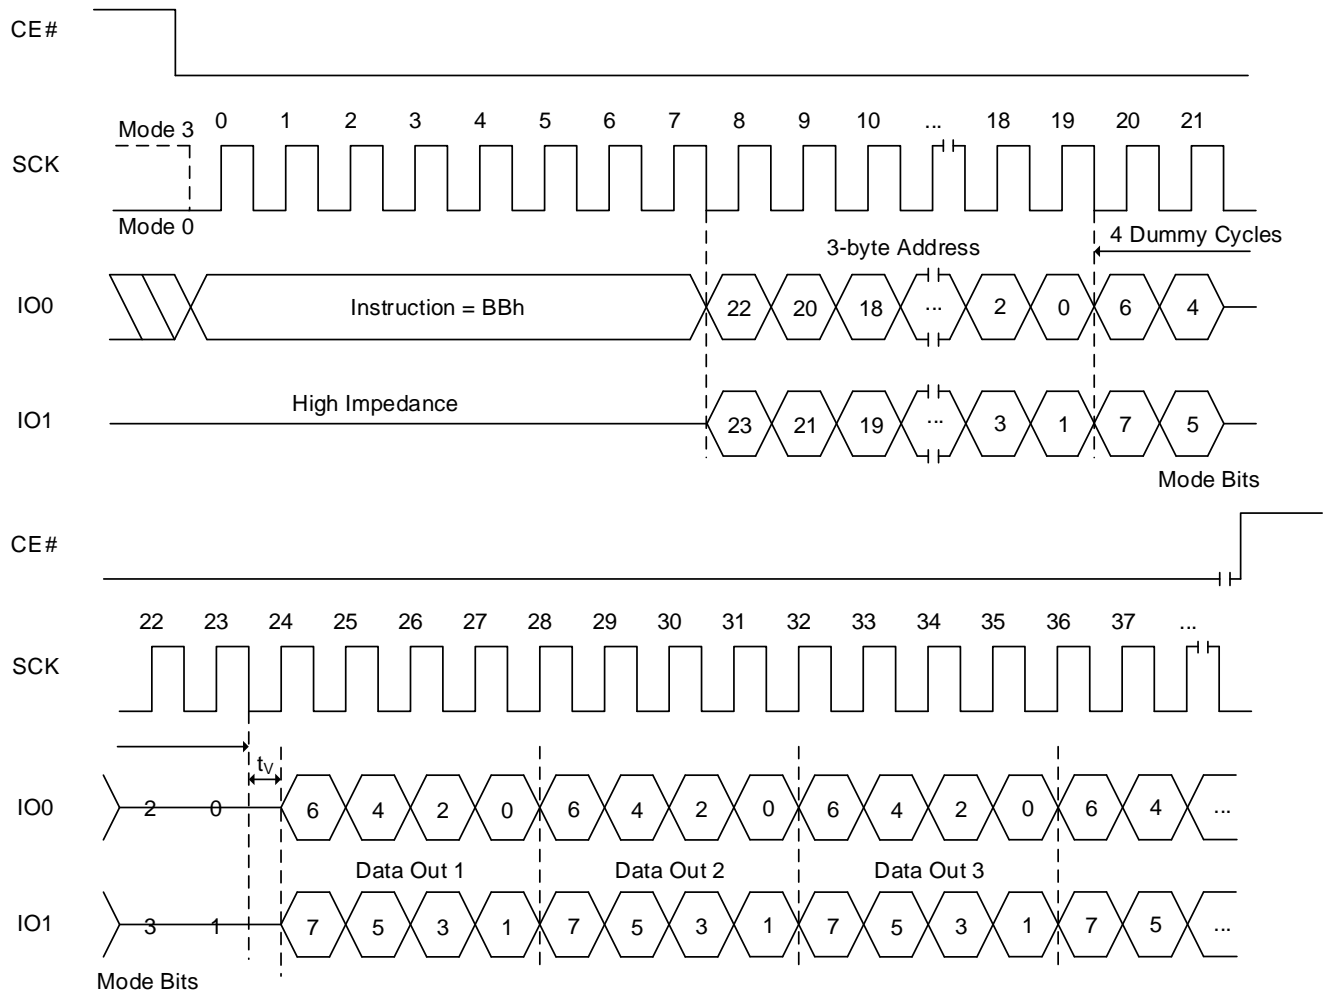 CE#
Mode 3 0 1 2 3 4 5 6 7 8 9 10 ... 18 19 20 21
SCK
Mode 0
3-byte Address
4 Dummy Cycles
IO0 Instruction = BBh 22 20 18 ... 2 0 6 4
High Impedance
IO1 23 21 19 ... 3 1 7 5
Mode Bits
CE#
22 23 24 25 26 27 28 29 30 31 32 33 34 35 36 37 ...
SCK
tV
IO0 2 0 6 4 2 0 6 4 2 0 6 4 2 0 6 4 ...
Data Out 1 Data Out 2 Data Out 3
IO1 3 1 7 5 3 1 7 5 3 1 7 5 3 1 7 5 ...
Mode Bits